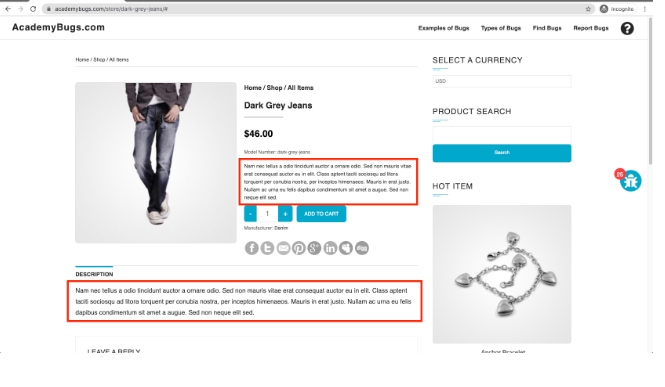 academybugs.com/store/dark-grey-jeans/#
Incognito
AcademyBugs.com
Examples of Bugs
Types of Bugs
Find Bugs
Report Bugs
?
Home / Shop / All Items
Home / Shop / All Items
Dark Grey Jeans
$46.00
Model Number: dark-grey-jeans
Nam nec tellus a odio tincidunt auctor a ornare odio. Sed non mauris vitae
erat consequat auctor eu in elit. Class aptent taciti sociosqu ad litora
torquent per conubia nostra, per inceptos himenaeos. Mauris in erat justo.
Nullam ac urna eu felis dapibus condimentum sit amet a augue. Sed non
neque elit sed.
- 1 +
ADD TO CART
Manufacturer: Denim
DESCRIPTION
Nam nec tellus a odio tincidunt auctor a ornare odio. Sed non mauris vitae erat consequat auctor eu in elit. Class aptent
taciti sociosqu ad litora torquent per conubia nostra, per inceptos himenaeos. Mauris in erat justo. Nullam ac urna eu felis
dapibus condimentum sit amet a augue. Sed non neque elit sed.
LEAVE A REPLY
SELECT A CURRENCY
USD
PRODUCT SEARCH
Search
25
HOT ITEM
Anchor Bracelet